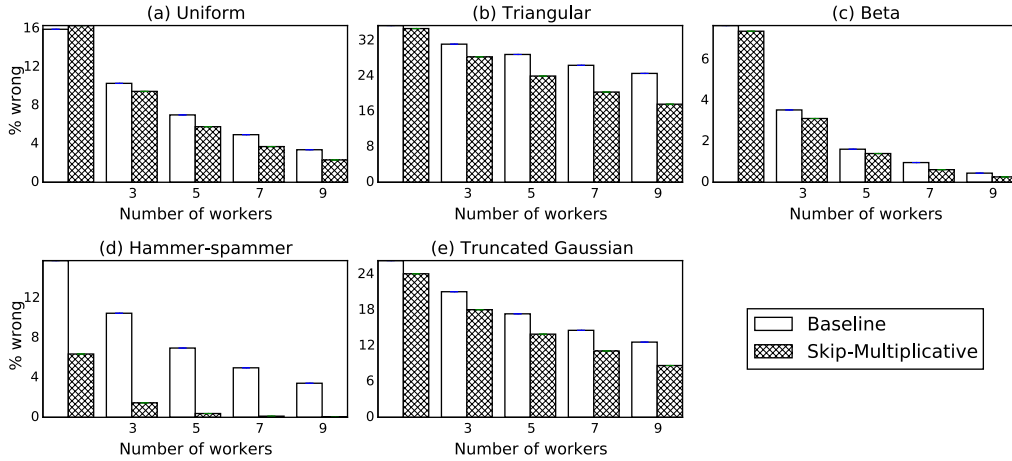 (a) Uniform
16
12
8
4
0
% wrong
3 5 7 9
Number of workers
(b) Triangular
32
24
16
8
0
3 5 7 9
Number of workers
(c) Beta
6
4
2
0
3 5 7 9
Number of workers
(d) Hammer-spammer
12
8
4
0
% wrong
3 5 7 9
Number of workers
(e) Truncated Gaussian
24
18
12
6
0
3 5 7 9
Number of workers
Baseline
Skip-Multiplicative